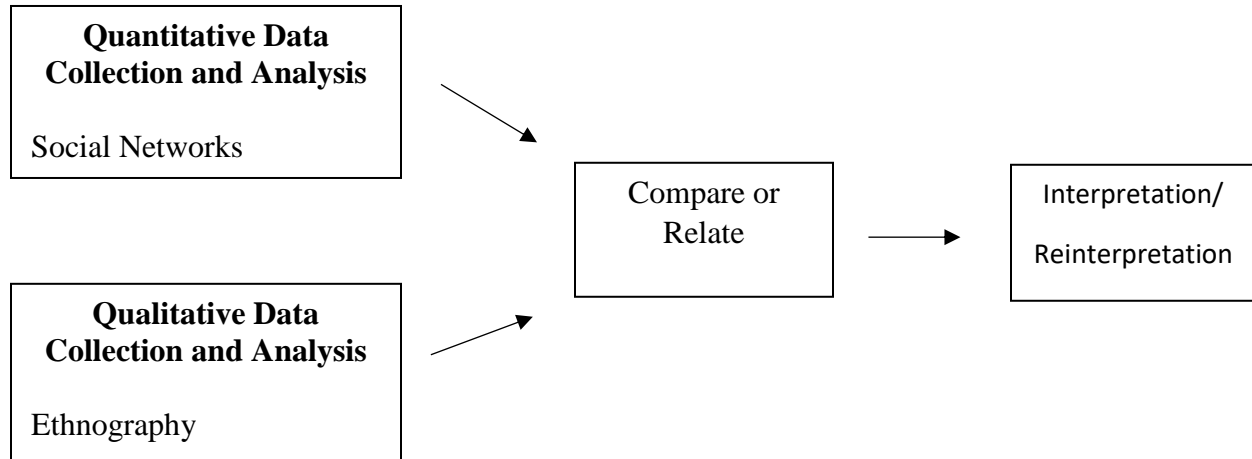 Quantitative Data
Collection and Analysis
Social Networks
Compare or
Relate
Interpretation/
Reinterpretation
Qualitative Data
Collection and Analysis
Ethnography